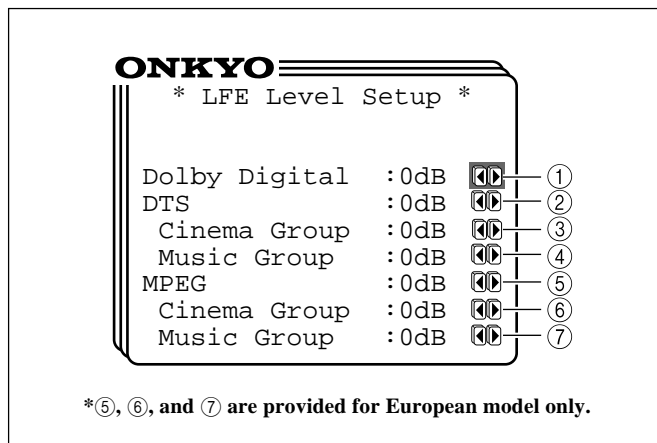 ONKYO
* LFE Level Setup *
Dolby Digital :0dB ①
DTS :0dB ②
Cinema Group :0dB ③
Music Group :0dB ④
MPEG :0dB ⑤
Cinema Group :0dB ⑥
Music Group :0dB ⑦
*⑤, ⑥, and ⑦ are provided for European model only.